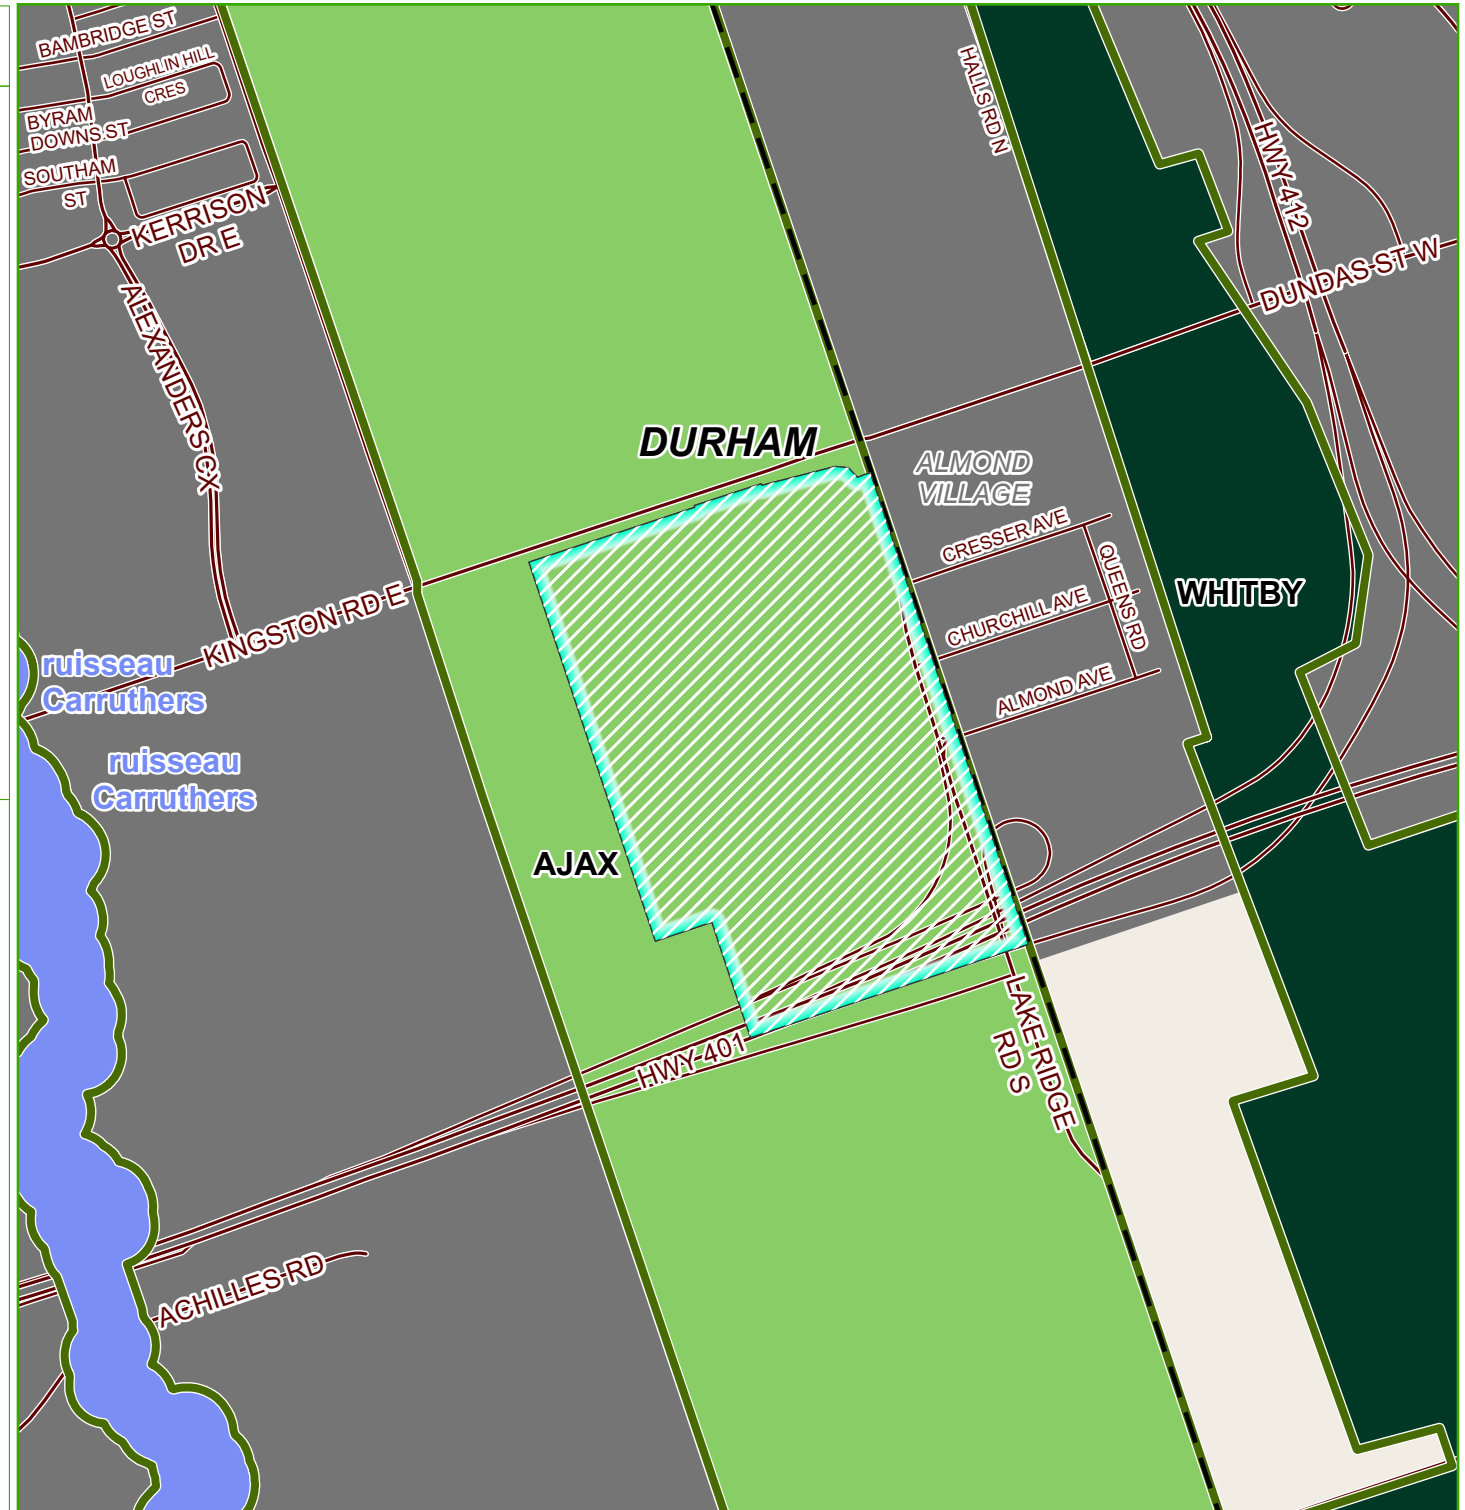 BAMBRIDGE ST
LOUGHLIN HILL
CRES
BYRAM
DOWNS ST
SOUTHAM
ST
KERRISON
DR E
ALEXANDERS CX
HALLS RD N
HWY 412
DUNDAS ST W
DURHAM
ALMOND
VILLAGE
CRESSER AVE
QUEENS RD
CHURCHILL AVE
ALMOND AVE
WHITBY
KINGSTON RD E
ruisseau
Carruthers
ruisseau
Carruthers
AJAX
HWY 401
LAKE RIDGE
RD S
ACHILLES RD